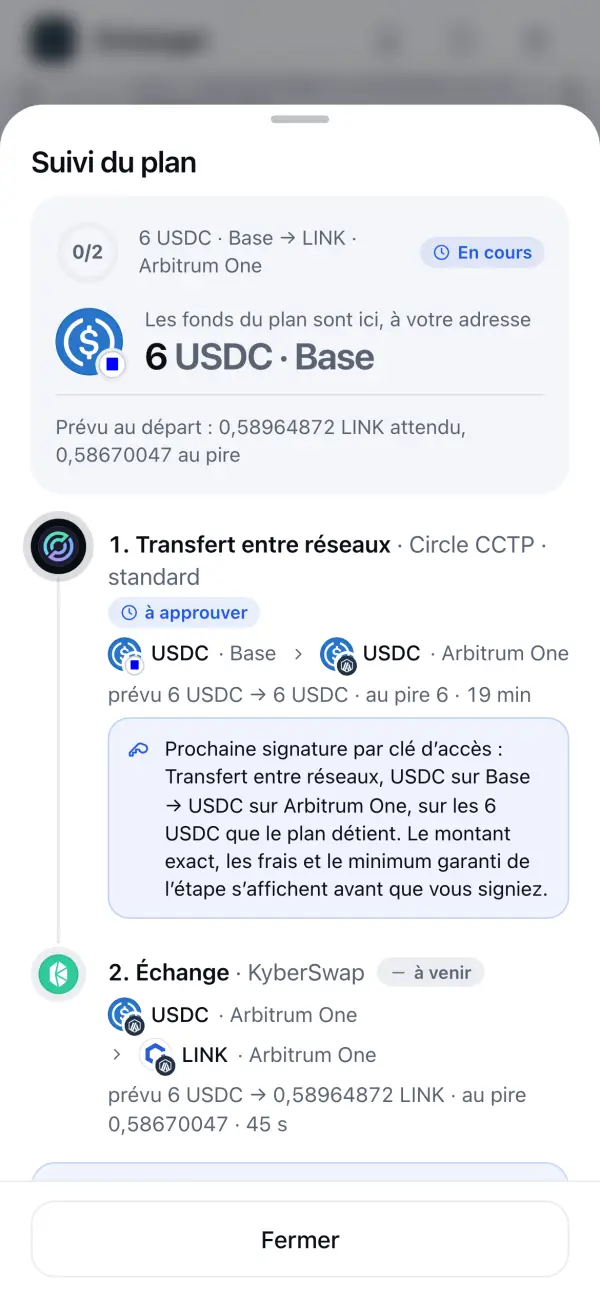 Suivi du plan
0/2
6 USDC · Base → LINK ·
Arbitrum One
En cours
Les fonds du plan sont ici, à votre adresse
6 USDC · Base
Prévu au départ : 0,58964872 LINK attendu,
0,58670047 au pire
1. Transfert entre réseaux · Circle CCTP ·
standard
à approuver
USDC · Base > USDC · Arbitrum One
prévu 6 USDC → 6 USDC · au pire 6 · 19 min
Prochaine signature par clé d’accès :
Transfert entre réseaux, USDC sur Base
→ USDC sur Arbitrum One, sur les 6
USDC que le plan détient. Le montant
exact, les frais et le minimum garanti de
l’étape s’affichent avant que vous signiez.
2. Échange · KyberSwap — à venir
USDC · Arbitrum One
> LINK · Arbitrum One
prévu 6 USDC → 0,58964872 LINK · au pire
0,58670047 · 45 s
Fermer